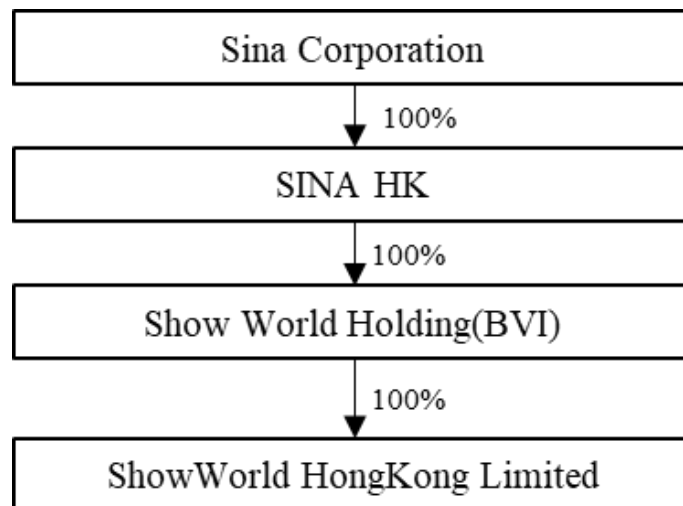 Sina Corporation
100%
SINA HK
100%
Show World Holding(BVI)
100%
ShowWorld HongKong Limited